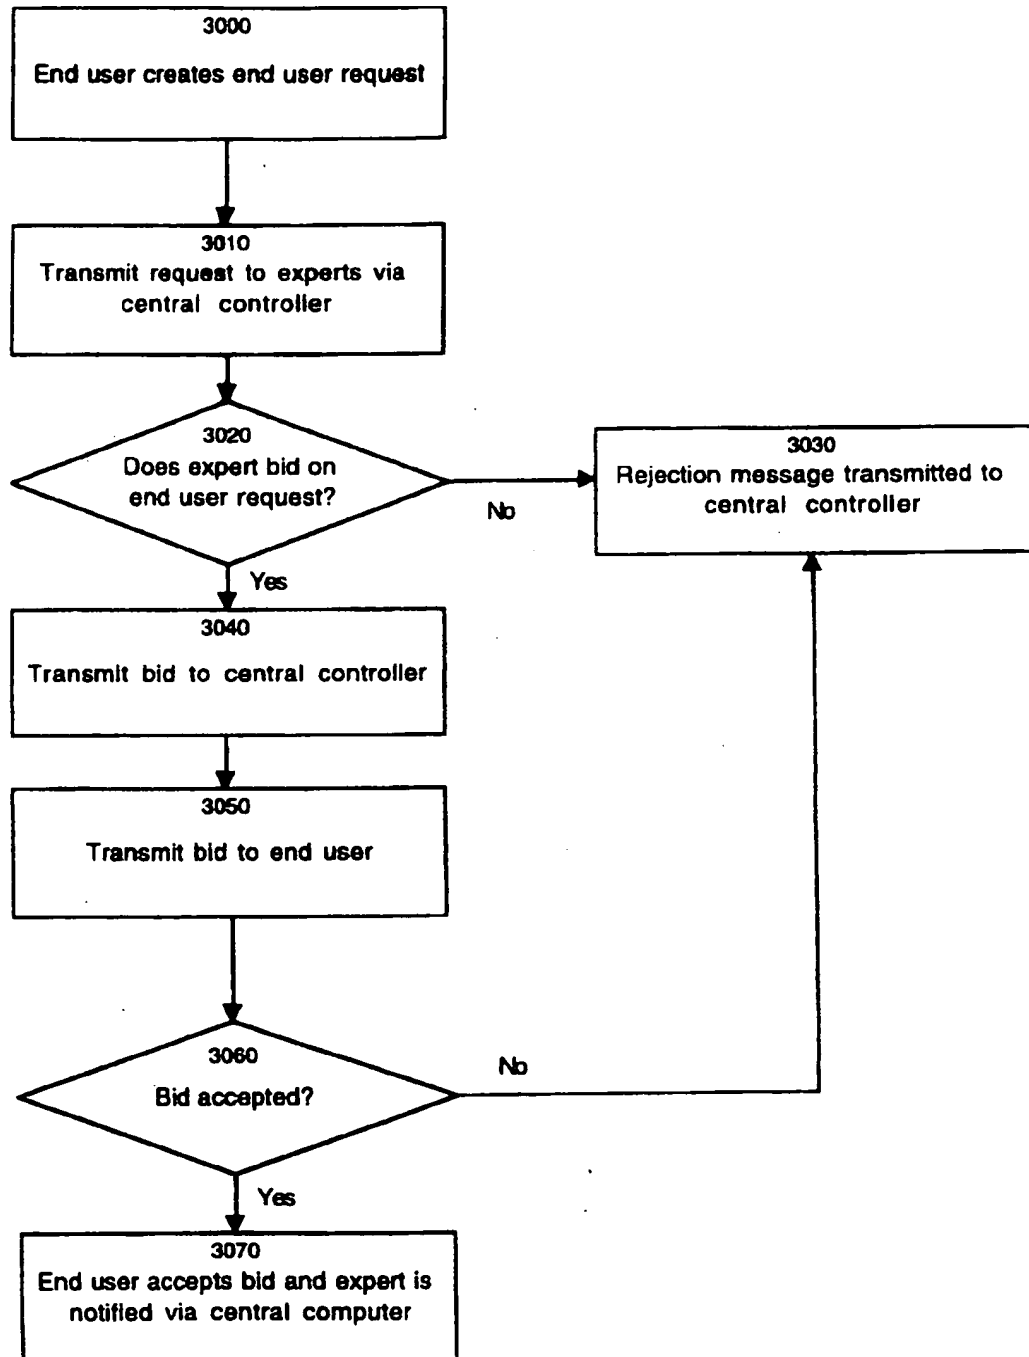 3000
End user creates end user request
3010
Transmit request to experts via
central controller
3020
Does expert bid on
end user request?
No
3030
Rejection message transmitted to
central controller
Yes
3040
Transmit bid to central controller
3050
Transmit bid to end user
3060
Bid accepted?
No
Yes
3070
End user accepts bid and expert is
notified via central computer